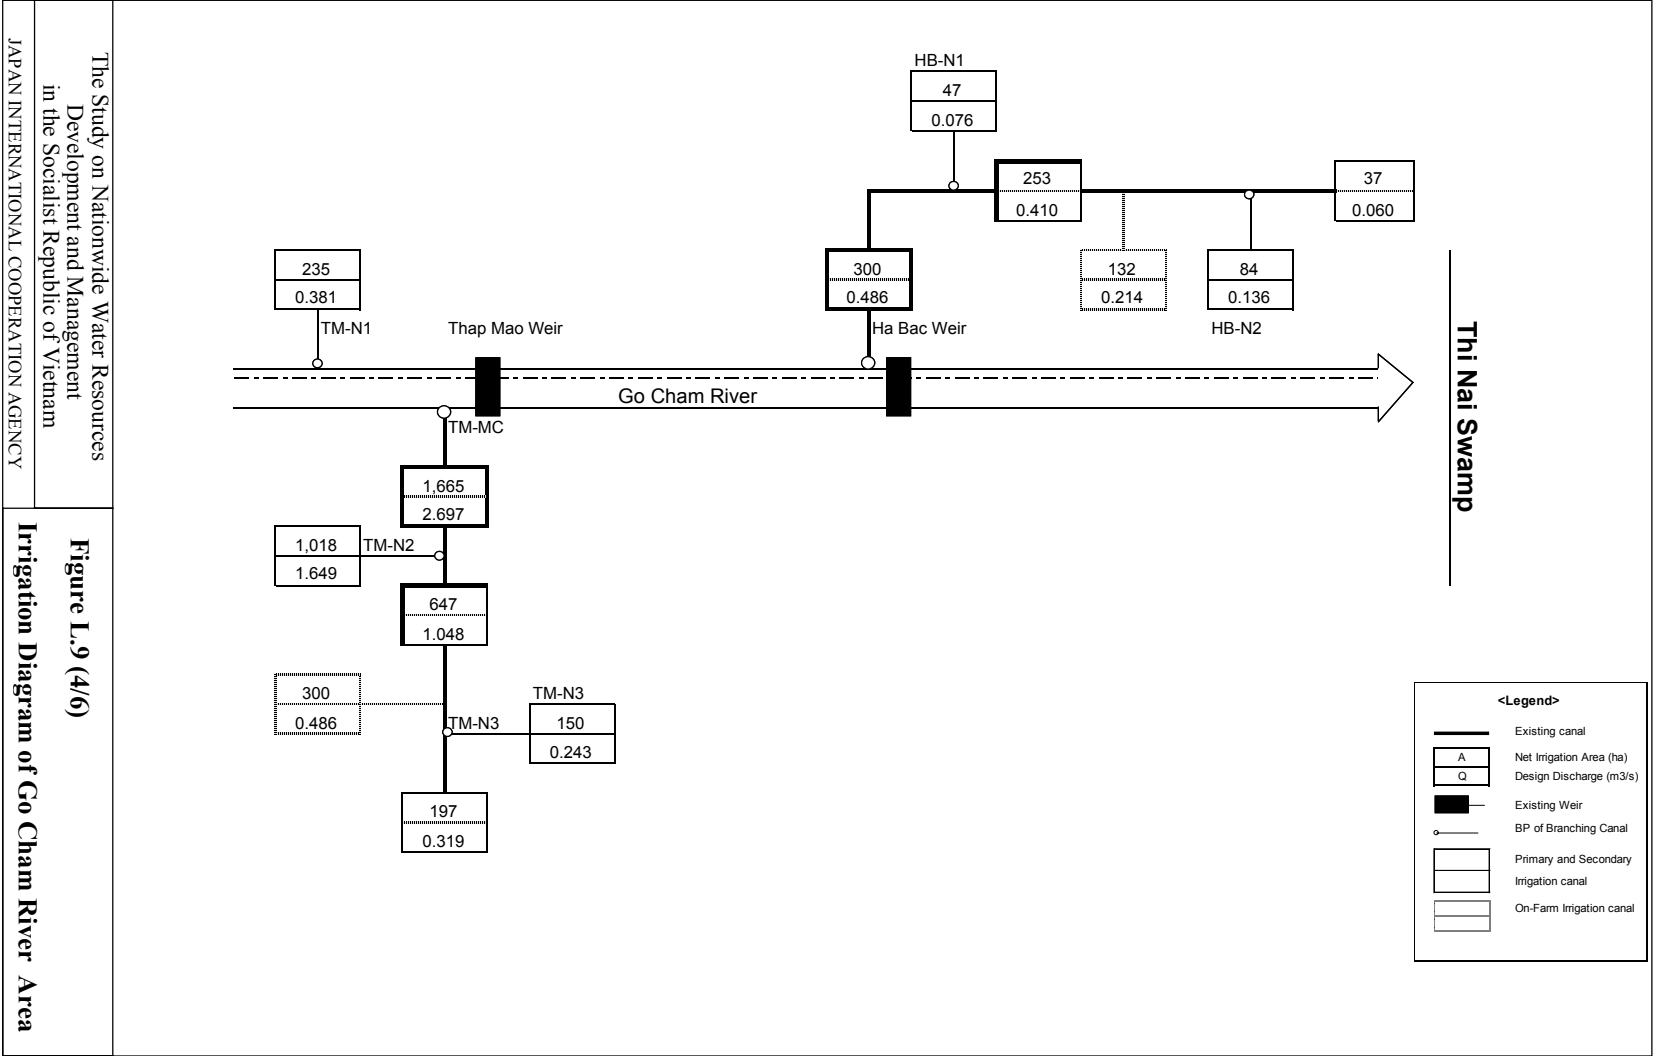 The Study on Nationwide Water Resources
Development and Management
in the Socialist Republic of Vietnam
JAPAN INTERNATIONAL COOPERATION AGENCY
Figure L.9 (4/6)
Irrigation Diagram of Go Cham River Area
HB-N1
47
0.076
253
0.410
37
0.060
235
0.381
TM-N1
Thap Mao Weir
300
0.486
Ha Bac Weir
132
0.214
84
0.136
HB-N2
Go Cham River
Thi Nai Swamp
TM-MC
1,665
2.697
1,018
1.649
TM-N2
647
1.048
300
0.486
TM-N3
TM-N3
150
0.243
197
0.319
<Legend>
Existing canal
A
Net Irrigation Area (ha)
Q
Design Discharge (m3/s)
Existing Weir
BP of Branching Canal
Primary and Secondary
Irrigation canal
On-Farm Irrigation canal